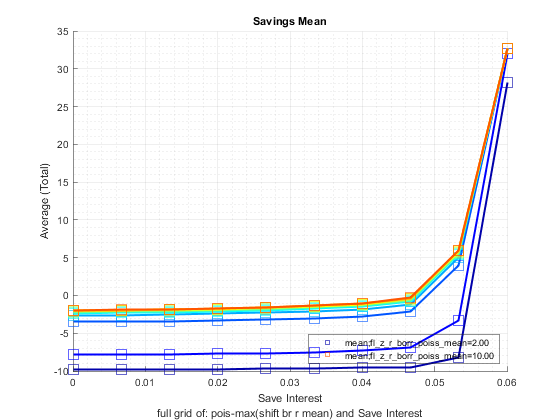 Savings Mean
Average (Total)
35
30
25
20
15
10
5
0
-5
-10
mean;fl_z_r_borr_poiss_mean=2.00
mean;fl_z_r_borr_poiss_mean=10.00
0
0.01
0.02
0.03
0.04
0.05
0.06
Save Interest
full grid of: pois-max(shift br r mean) and Save Interest